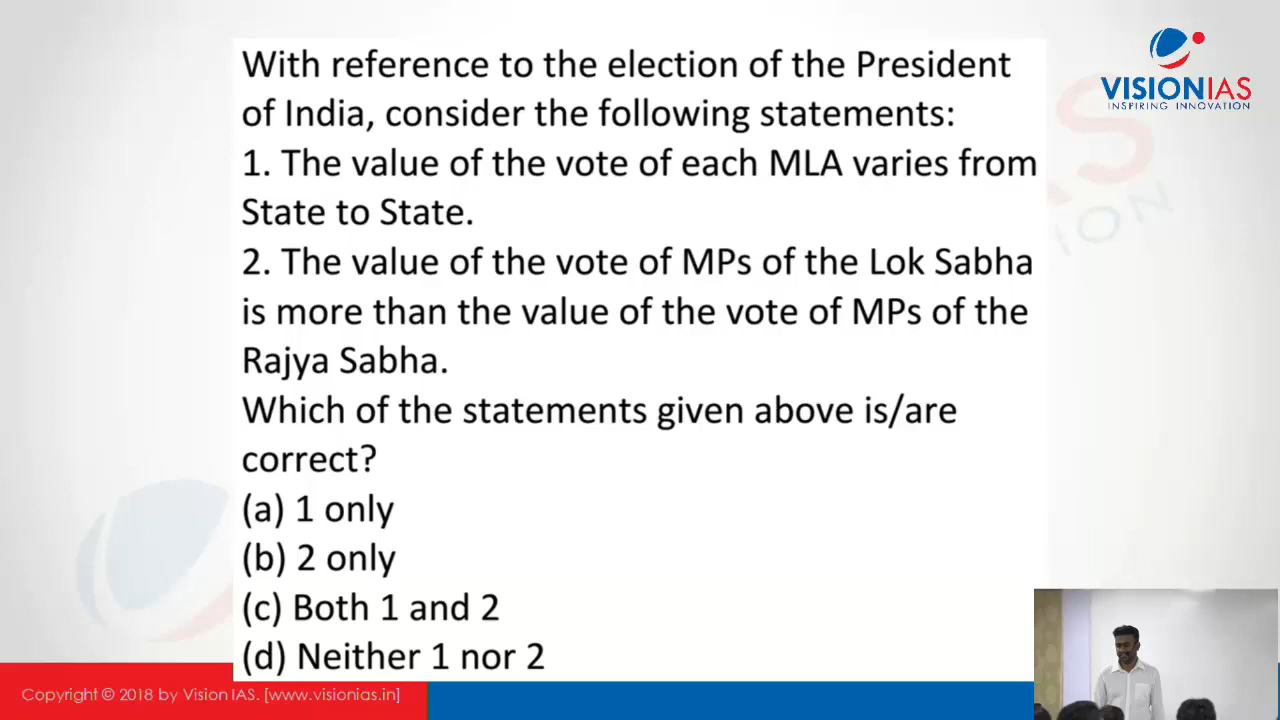 VISIONIAS
INSPIRING INNOVATION
With reference to the election of the President
of India, consider the following statements:
1. The value of the vote of each MLA varies from
State to State.
2. The value of the vote of MPs of the Lok Sabha
is more than the value of the vote of MPs of the
Rajya Sabha.
Which of the statements given above is/are
correct?
(a) 1 only
(b) 2 only
(c) Both 1 and 2
(d) Neither 1 nor 2
Copyright © 2018 by Vision IAS. [www.visionias.in]